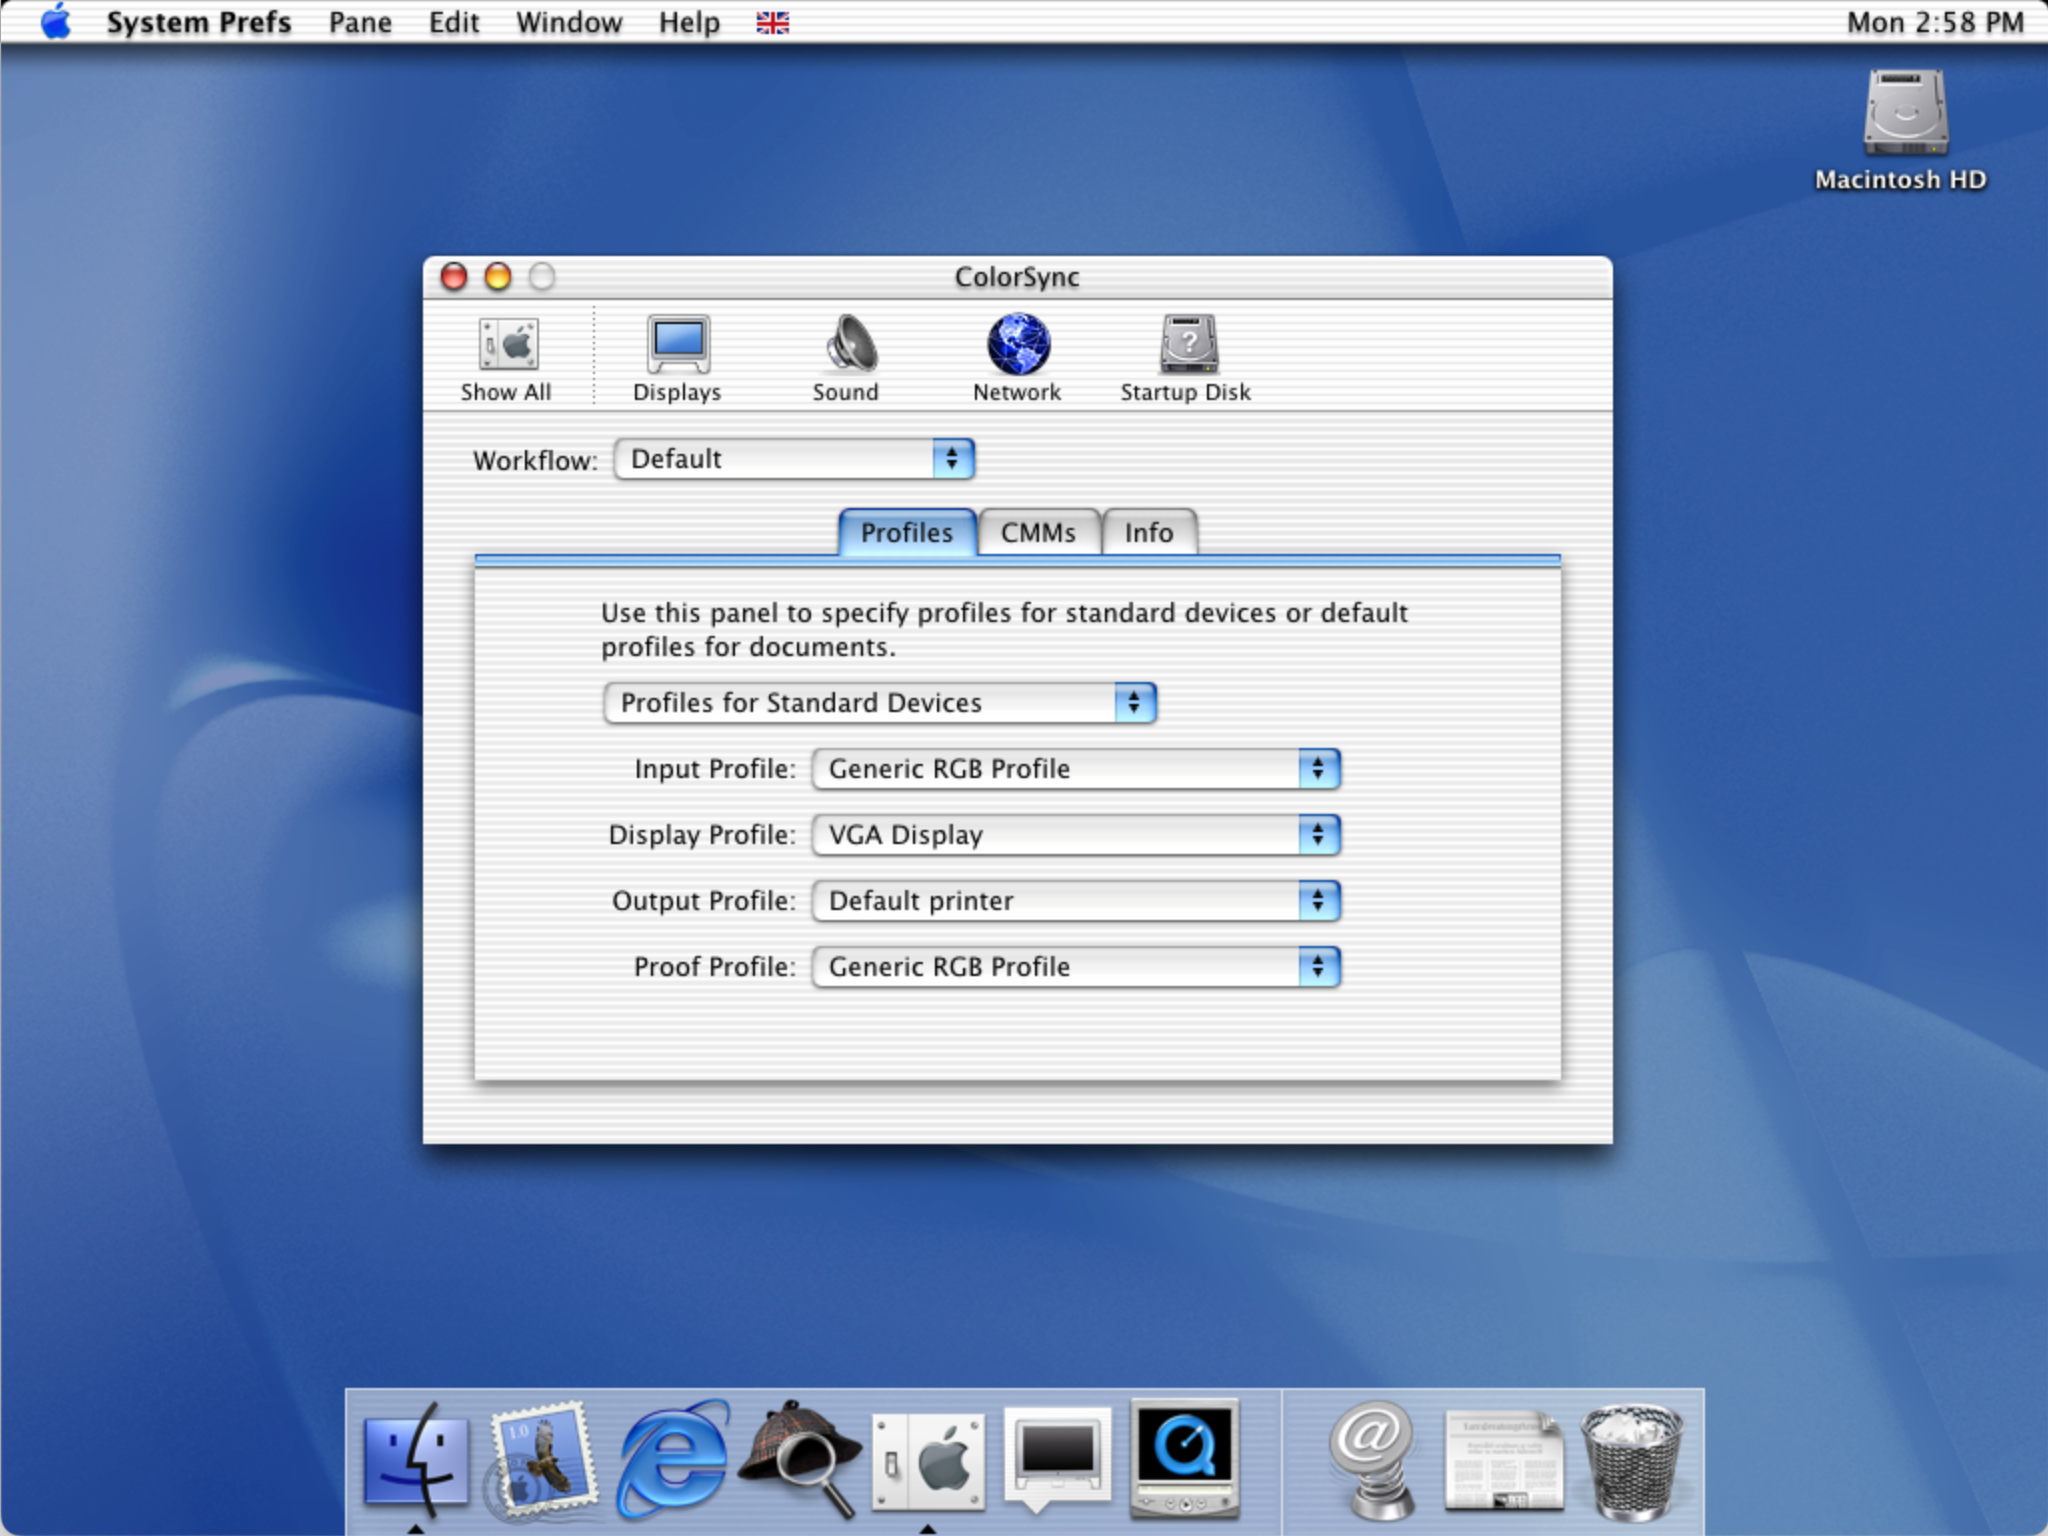 System Prefs Pane Edit Window Help Mon 2:58 PM
Macintosh HD
ColorSync
Show All Displays Sound Network Startup Disk
Workflow: Default
Profiles CMMs Info
Use this panel to specify profiles for standard devices or default
profiles for documents.
Profiles for Standard Devices
Input Profile: Generic RGB Profile
Display Profile: VGA Display
Output Profile: Default printer
Proof Profile: Generic RGB Profile
1.0